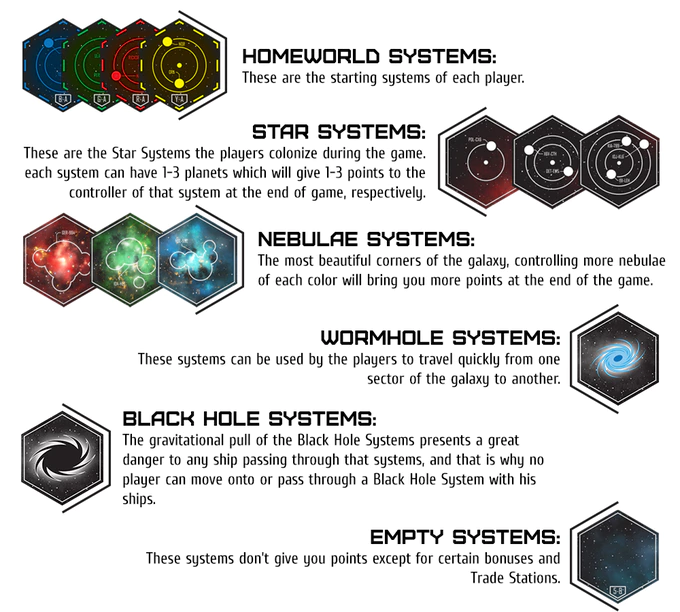 HOMEWORLD SYSTEMS:
These are the starting systems of each player.
B-A
G-A
R-A
Y-A
STAR SYSTEMS:
These are the Star Systems the players colonize during the game.
each system can have 1-3 planets which will give 1-3 points to the
controller of that system at the end of game, respectively.
NEBULAE SYSTEMS:
The most beautiful corners of the galaxy, controlling more nebulae
of each color will bring you more points at the end of the game.
WORMHOLE SYSTEMS:
These systems can be used by the players to travel quickly from one
sector of the galaxy to another.
BLACK HOLE SYSTEMS:
The gravitational pull of the Black Hole Systems presents a great
danger to any ship passing through that systems, and that is why no
player can move onto or pass through a Black Hole System with his
ships.
EMPTY SYSTEMS:
These systems don't give you points except for certain bonuses and
Trade Stations.
S-B